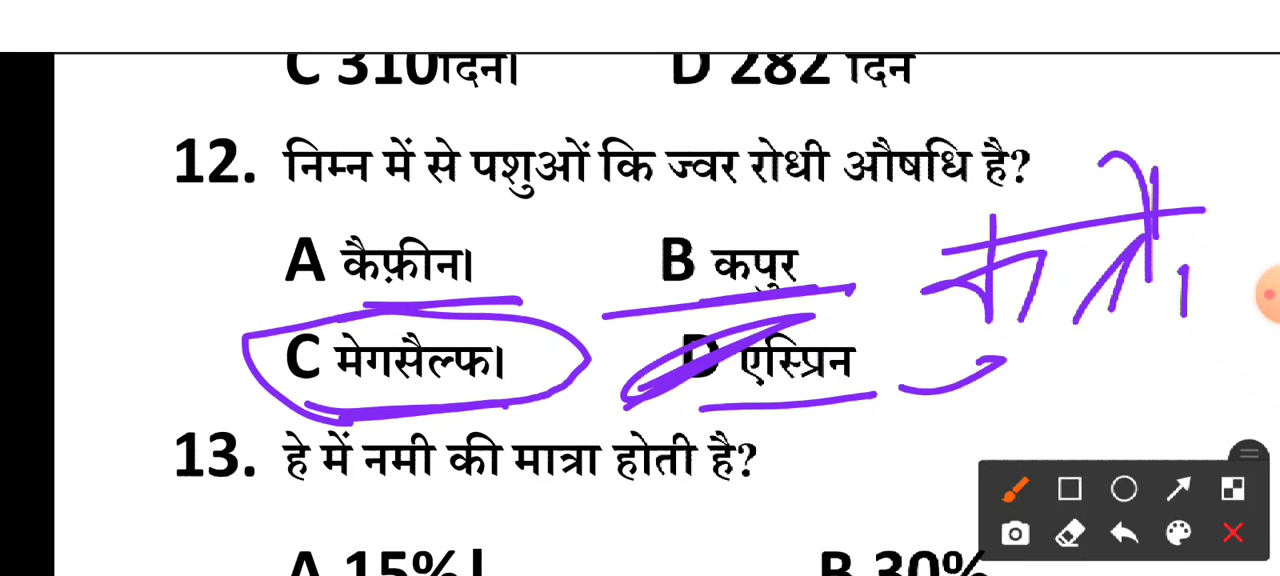 C 310दिन। D 282 दिन
12. निम्न में से पशुओं कि ज्वर रोधी औषधि है?
A कैफ़ीन। B कपुर
C मेगसैल्फ। D एस्प्रिन
13. हे में नमी की मात्रा होती है?
A 15%। B 30%